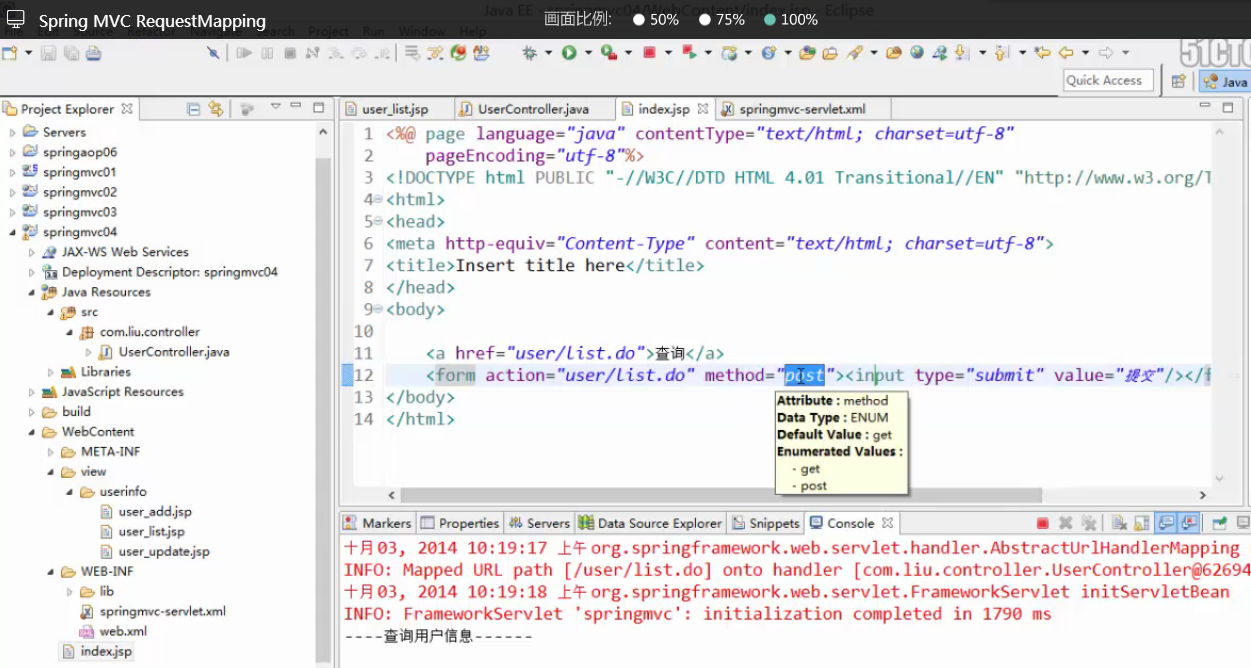 Spring MVC RequestMapping
画面比例:
50%
75%
100%
Java EE - springmvc04/WebContent/index.jsp - Eclipse
51CTO
Quick Access
Java
Project Explorer
user_list.jsp
UserController.java
index.jsp
springmvc-servlet.xml
Servers
springaop06
springmvc01
springmvc02
springmvc03
springmvc04
JAX-WS Web Services
Deployment Descriptor: springmvc04
Java Resources
src
com.liu.controller
UserController.java
Libraries
JavaScript Resources
build
WebContent
META-INF
view
userinfo
user_add.jsp
user_list.jsp
user_update.jsp
WEB-INF
lib
springmvc-servlet.xml
web.xml
index.jsp
1 <%@ page language="java" contentType="text/html; charset=utf-8"
2 pageEncoding="utf-8"%>
3 <!DOCTYPE html PUBLIC "-//W3C//DTD HTML 4.01 Transitional//EN" "http://www.w3.org/T
4 <html>
5 <head>
6 <meta http-equiv="Content-Type" content="text/html; charset=utf-8">
7 <title>Insert title here</title>
8 </head>
9 <body>
10
11 <a href="user/list.do">查询</a>
12 <form action="user/list.do" method="post"><input type="submit" value="提交"/></f
13 </body>
14 </html>
Attribute : method
Data Type : ENUM
Default Value : get
Enumerated Values :
- get
- post
Markers
Properties
Servers
Data Source Explorer
Snippets
Console
十月 03, 2014 10:19:17 上午 org.springframework.web.servlet.handler.AbstractUrlHandlerMapping
INFO: Mapped URL path [/user/list.do] onto handler [com.liu.controller.UserController@62694
十月 03, 2014 10:19:18 上午 org.springframework.web.servlet.FrameworkServlet initServletBean
INFO: FrameworkServlet 'springmvc': initialization completed in 1790 ms
----查询用户信息------